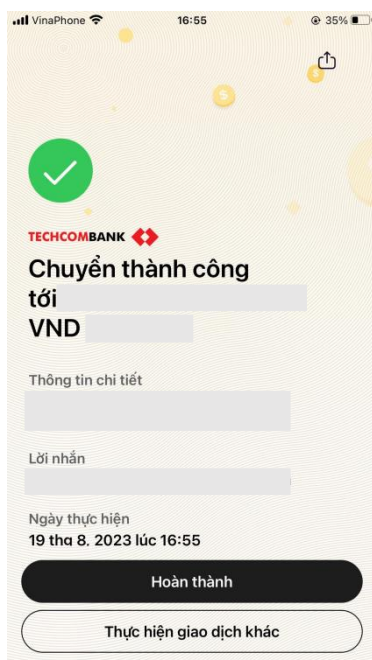 VinaPhone 16:55 35%
TECHCOMBANK
Chuyển thành công
tới
VND
Thông tin chi tiết
Lời nhắn
Ngày thực hiện
19 thg 8, 2023 lúc 16:55
Hoàn thành
Thực hiện giao dịch khác